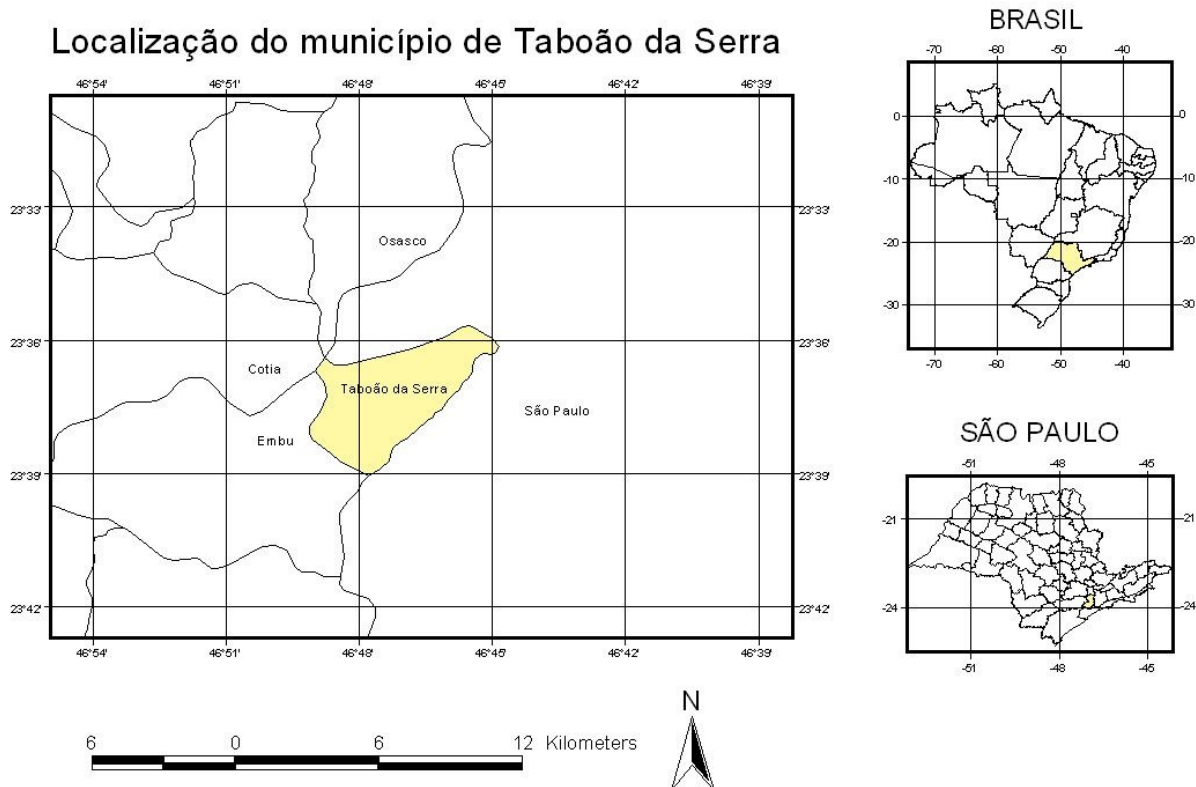 Localização do município de Taboão da Serra
46°54' 46°51' 46°48' 46°45' 46°42' 46°39'
23°33' 23°33'
Osasco
23°36' 23°36'
Cotia
Taboão da Serra
São Paulo
Embu
23°39' 23°39'
23°42' 23°42'
46°54' 46°51' 46°48' 46°45' 46°42' 46°39'
BRASIL
-70 -60 -50 -40
0 0
-10 -10
-20 -20
-30 -30
-70 -60 -50 -40
SÃO PAULO
-51 -48 -45
-21 -21
-24 -24
-51 -48 -45
6 0 6 12 Kilometers
N